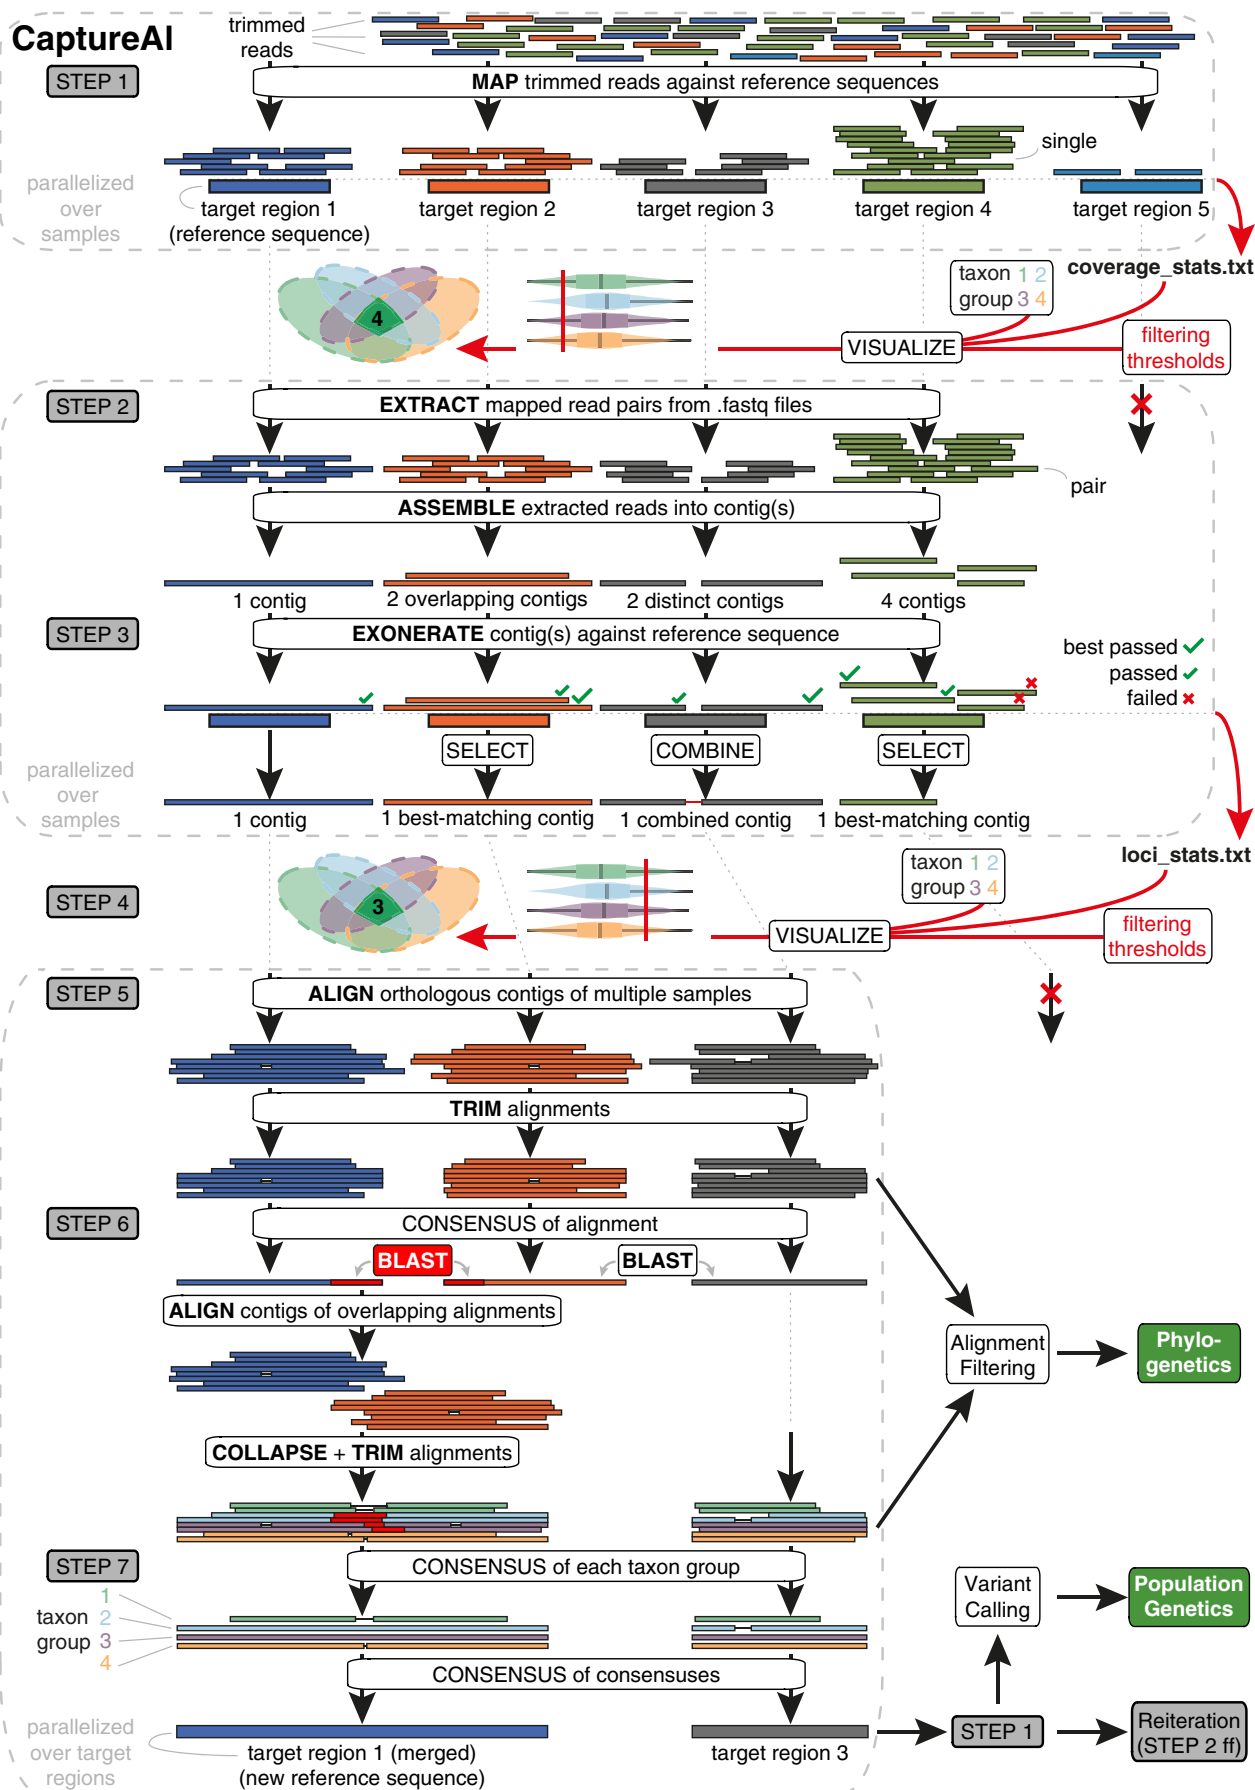 CaptureAl
trimmed
reads
STEP 1
MAP trimmed reads against reference sequences
single
parallelized
over
samples
target region 1
(reference sequence)
target region 2
target region 3
target region 4
target region 5
coverage_stats.txt
taxon 1 2
group 3 4
4
VISUALIZE
filtering
thresholds
STEP 2
EXTRACT mapped read pairs from .fastq files
pair
ASSEMBLE extracted reads into contig(s)
1 contig
2 overlapping contigs
2 distinct contigs
4 contigs
STEP 3
EXONERATE contig(s) against reference sequence
best passed
passed
failed
SELECT
COMBINE
SELECT
parallelized
over
samples
1 contig
1 best-matching contig
1 combined contig
1 best-matching contig
loci_stats.txt
taxon 1 2
group 3 4
STEP 4
3
VISUALIZE
filtering
thresholds
STEP 5
ALIGN orthologous contigs of multiple samples
TRIM alignments
STEP 6
CONSENSUS of alignment
BLAST
BLAST
ALIGN contigs of overlapping alignments
Alignment
Filtering
Phylo-
genetics
COLLAPSE + TRIM alignments
STEP 7
CONSENSUS of each taxon group
1
taxon 2
group 3
4
Variant
Calling
Population
Genetics
CONSENSUS of consensuses
parallelized
over target
regions
target region 1 (merged)
(new reference sequence)
target region 3
STEP 1
Reiteration
(STEP 2 ff)